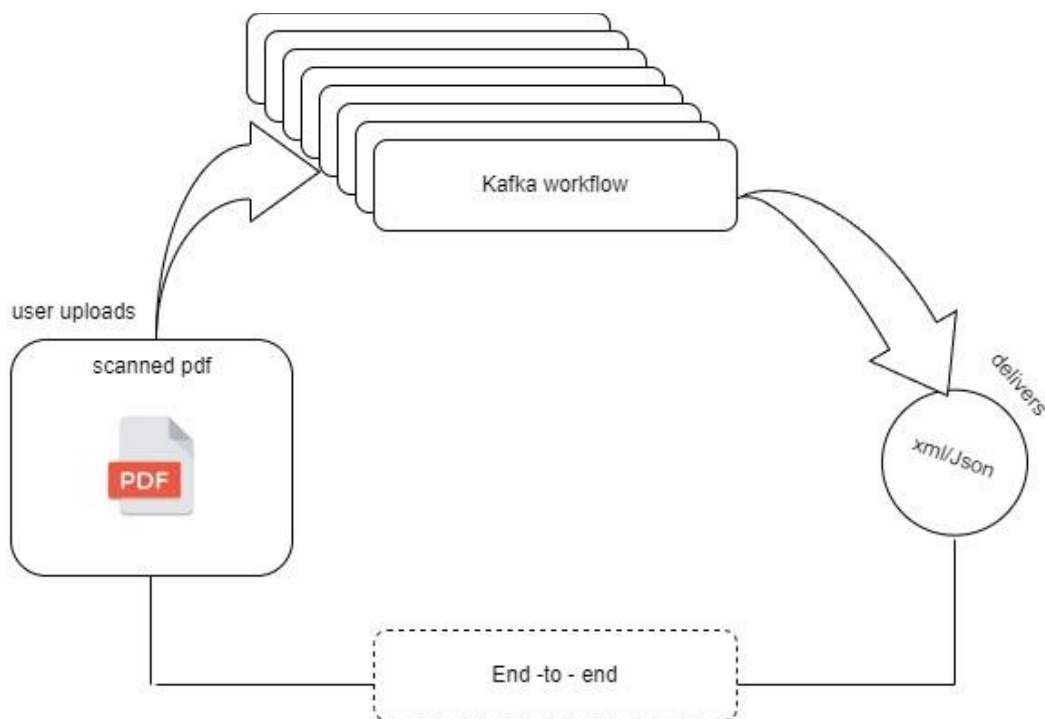 Kafka workflow
user uploads
scanned pdf
PDF
delivers
xml/Json
End -to - end